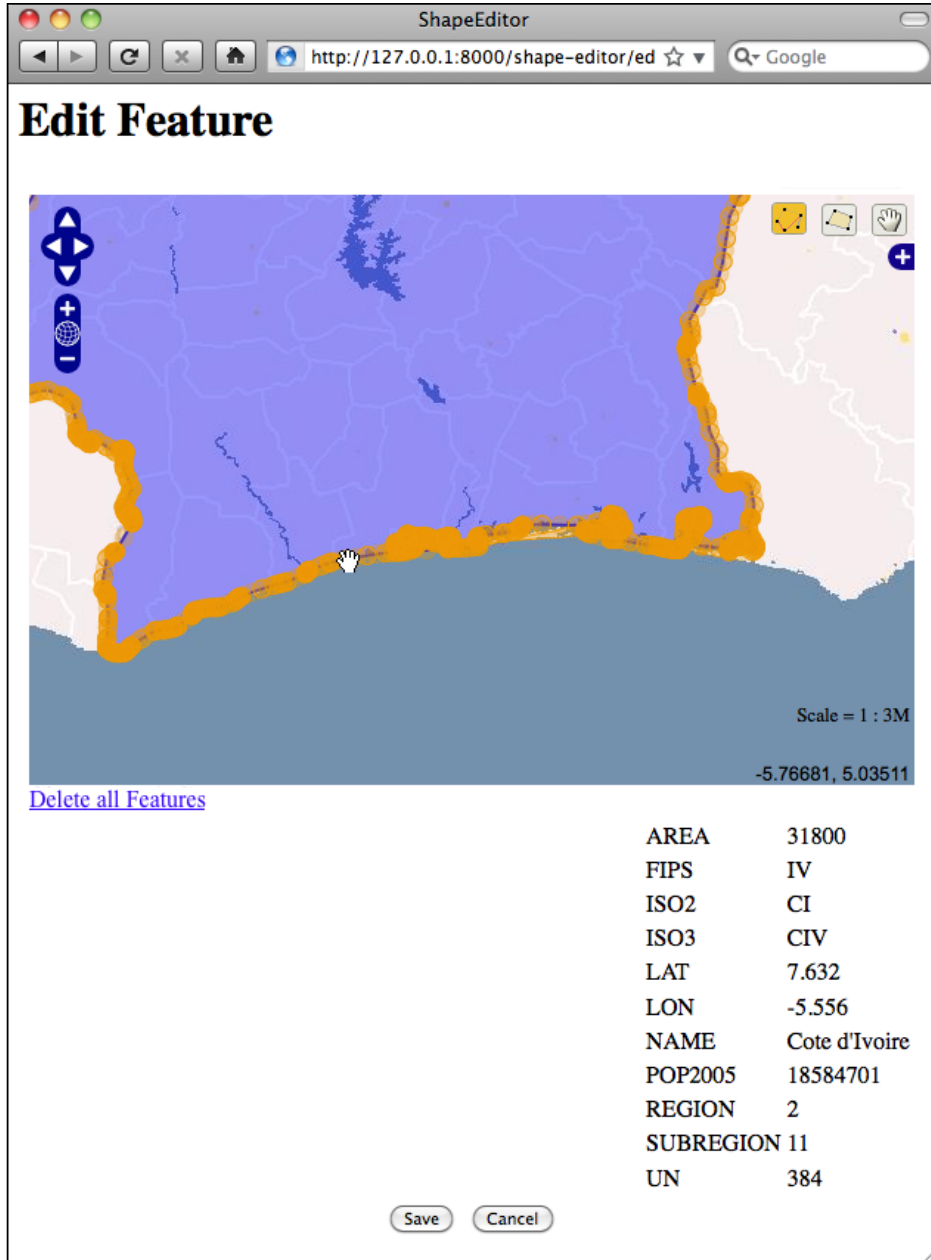 ShapeEditor
http://127.0.0.1:8000/shape-editor/ed
Google
Edit Feature
Scale = 1 : 3M
-5.76681, 5.03511
Delete all Features
AREA 31800
FIPS IV
ISO2 CI
ISO3 CIV
LAT 7.632
LON -5.556
NAME Cote d'Ivoire
POP2005 18584701
REGION 2
SUBREGION 11
UN 384
Save Cancel